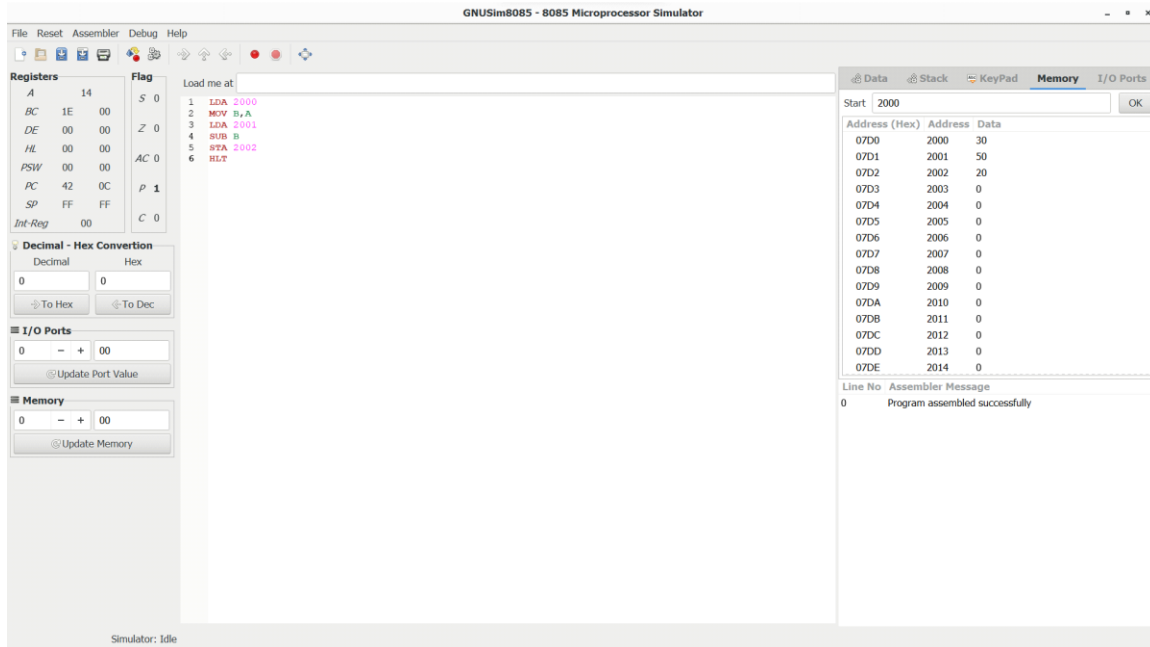 GNUSim8085 - 8085 Microprocessor Simulator
File Reset Assembler Debug Help
Registers
A 14
BC 1E 00
DE 00 00
HL 00 00
PSW 00 00
PC 42 0C
SP FF FF
Int-Reg 00
Flag
S 0
Z 0
AC 0
P 1
C 0
Decimal - Hex Convertion
Decimal Hex
0 0
To Hex To Dec
I/O Ports
0 - + 00
Update Port Value
Memory
0 - + 00
Update Memory
Load me at
1 LDA 2000
2 MOV B,A
3 LDA 2001
4 SUB B
5 STA 2002
6 HLT
Data Stack KeyPad Memory I/O Ports
Start 2000 OK
Address (Hex) Address Data
07D0 2000 30
07D1 2001 50
07D2 2002 20
07D3 2003 0
07D4 2004 0
07D5 2005 0
07D6 2006 0
07D7 2007 0
07D8 2008 0
07D9 2009 0
07DA 2010 0
07DB 2011 0
07DC 2012 0
07DD 2013 0
07DE 2014 0
Line No Assembler Message
0 Program assembled successfully
Simulator: Idle